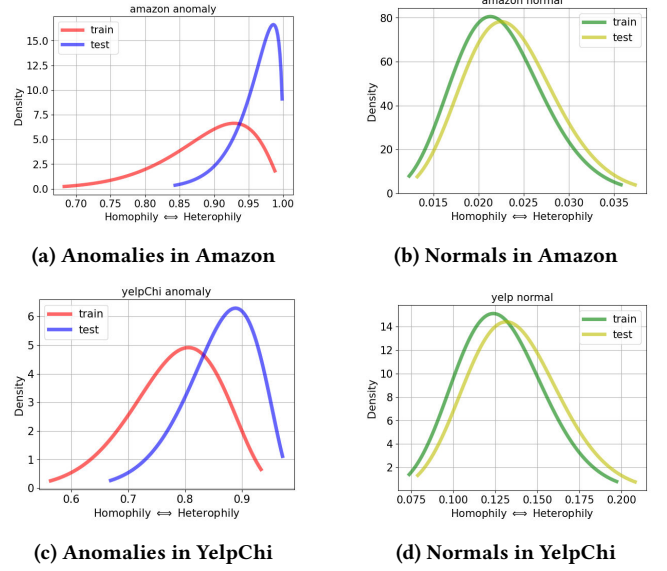 amazon anomaly
train
test
15.0
12.5
10.0
7.5
5.0
2.5
0.0
Density
0.70 0.75 0.80 0.85 0.90 0.95 1.00
Homophily ⟺ Heterophily
(a) Anomalies in Amazon
amazon normal
train
test
80
60
40
20
0
Density
0.015 0.020 0.025 0.030 0.035
Homophily ⟺ Heterophily
(b) Normals in Amazon
yelpChi anomaly
train
test
6
5
4
3
2
1
0
Density
0.6 0.7 0.8 0.9
Homophily ⟺ Heterophily
(c) Anomalies in YelpChi
yelp normal
train
test
14
12
10
8
6
4
2
Density
0.075 0.100 0.125 0.150 0.175 0.200
Homophily ⟺ Heterophily
(d) Normals in YelpChi